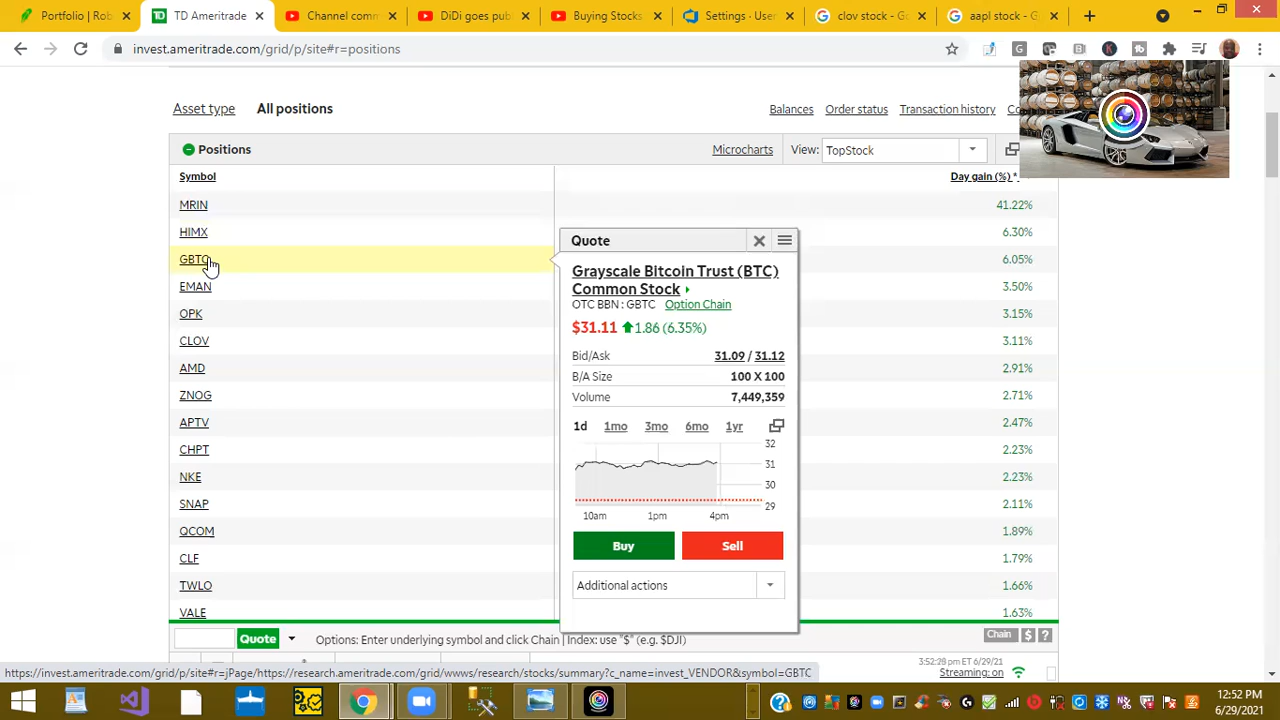 Portfolio | Rob
TD Ameritrade
Channel comm
DiDi goes pub
Buying Stocks
Settings - User
clov stock - Go
aapl stock - G
invest.ameritrade.com/grid/p/site#r=positions
Asset type All positions
Balances Order status Transaction history
Positions Microcharts View: TopStock
Symbol Day gain (%) *
MRIN 41.22%
HIMX 6.30%
GBTC 6.05%
EMAN 3.50%
OPK 3.15%
CLOV 3.11%
AMD 2.91%
ZNOG 2.71%
APTV 2.47%
CHPT 2.23%
NKE 2.23%
SNAP 2.11%
QCOM 1.89%
CLF 1.79%
TWLO 1.66%
VALE 1.63%
Quote
Grayscale Bitcoin Trust (BTC)
Common Stock
OTC BBN : GBTC Option Chain
$31.11 1.86 (6.35%)
Bid/Ask 31.09 / 31.12
B/A Size 100 X 100
Volume 7,449,359
1d 1mo 3mo 6mo 1yr
32
31
30
29
10am 1pm 4pm
Buy Sell
Additional actions
Quote Options: Enter underlying symbol and click Chain | Index: use "$" (e.g. $DJI) Chain $ ?
https://invest.ameritrade.com/grid/p/site#r=jPage/https://research.ameritrade.com/grid/wwws/research/stocks/summary?c_name=invest_VENDOR&symbol=GBTC
3:52:28 pm ET 6/29/21
Streaming: on
12:52 PM
6/29/2021